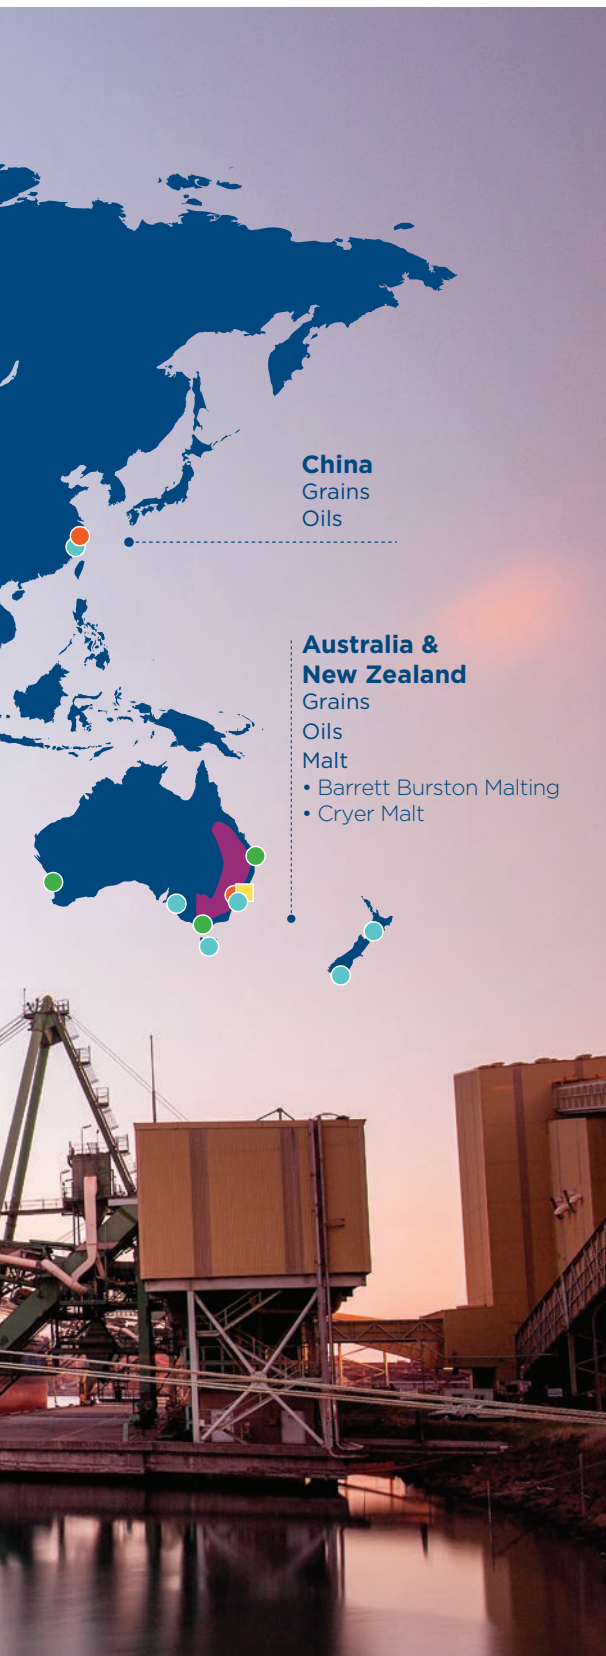 China
Grains
Oils
Australia &
New Zealand
Grains
Oils
Malt
• Barrett Burston Malting
• Cryer Malt